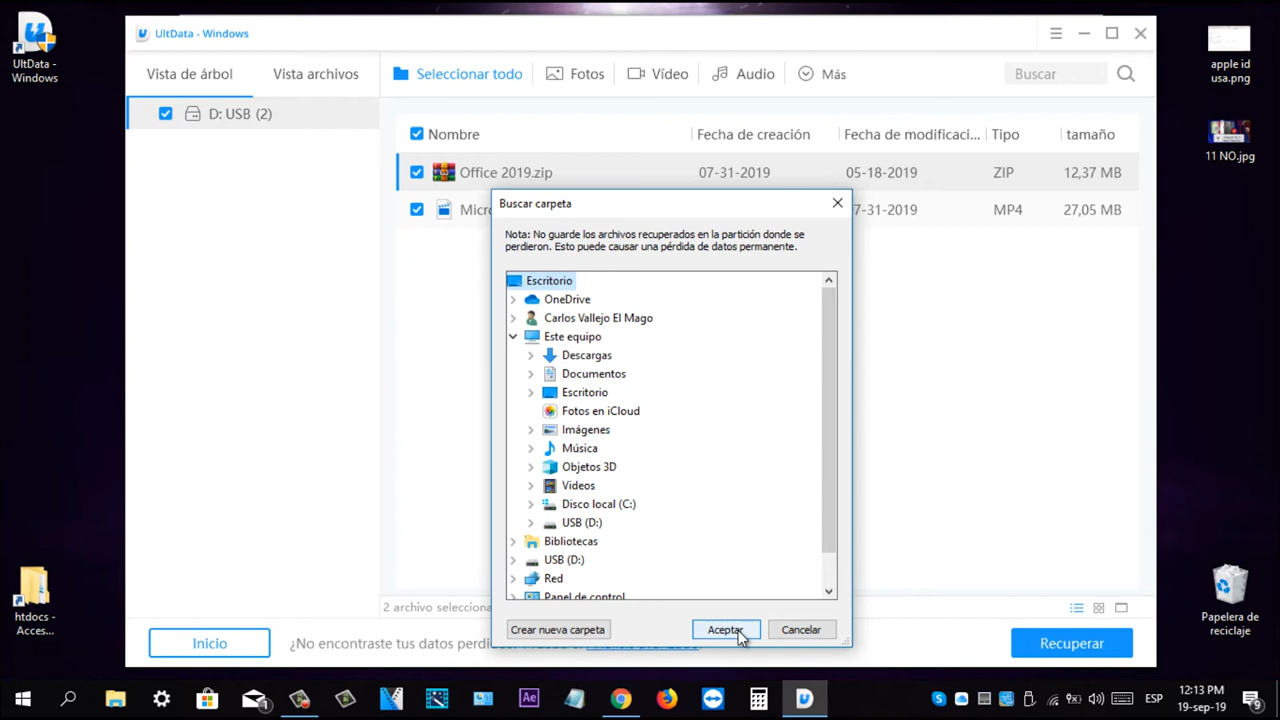 UltData - Windows
UltData - Windows
Vista de árbol
Vista archivos
Seleccionar todo
Fotos
Vídeo
Audio
Más
Buscar
apple id usa.png
D: USB (2)
Nombre
Fecha de creación
Fecha de modificaci...
Tipo
tamaño
11 NO.jpg
Office 2019.zip
07-31-2019
05-18-2019
ZIP
12,37 MB
Micr
7-31-2019
MP4
27,05 MB
Buscar carpeta
Nota: No guarde los archivos recuperados en la partición donde se
perdieron. Esto puede causar una pérdida de datos permanente.
Escritorio
OneDrive
Carlos Vallejo El Mago
Este equipo
Descargas
Documentos
Escritorio
Fotos en iCloud
Imágenes
Música
Objetos 3D
Videos
Disco local (C:)
USB (D:)
Bibliotecas
USB (D:)
Red
Panel de control
Crear nueva carpeta
Aceptar
Cancelar
2 archivo selecciona
Inicio
¿No encontraste tus datos perdi
Recuperar
htdocs - Acces...
Papelera de reciclaje
Ae
1
ESP
12:13 PM
19-sep.-19
9